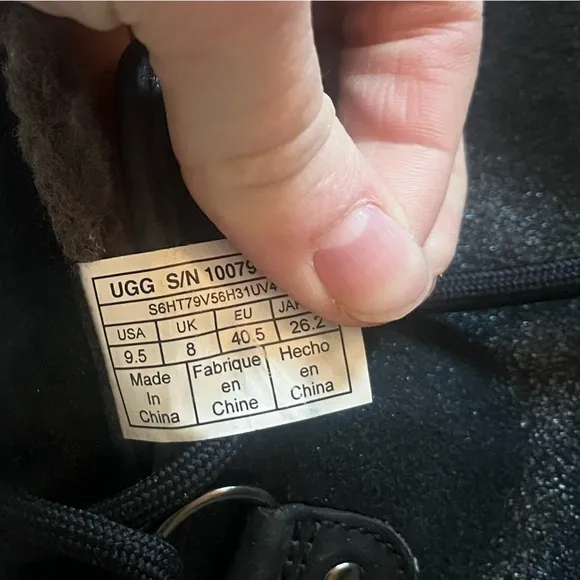 UGG S/N 10079
S6HT79V56H31UV4
USA UK EU
9.5 8 40.5 26.2
Made Fabrique Hecho
In en en
China Chine China